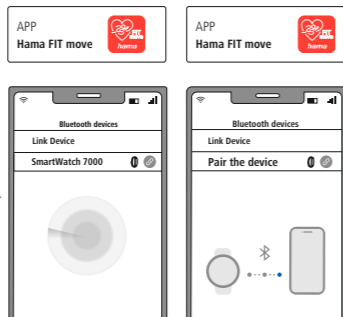 APP
Hama FIT move
FIT
move
hama
APP
Hama FIT move
FIT
move
hama
Bluetooth devices
Link Device
SmartWatch 7000
Bluetooth devices
Link Device
Pair the device